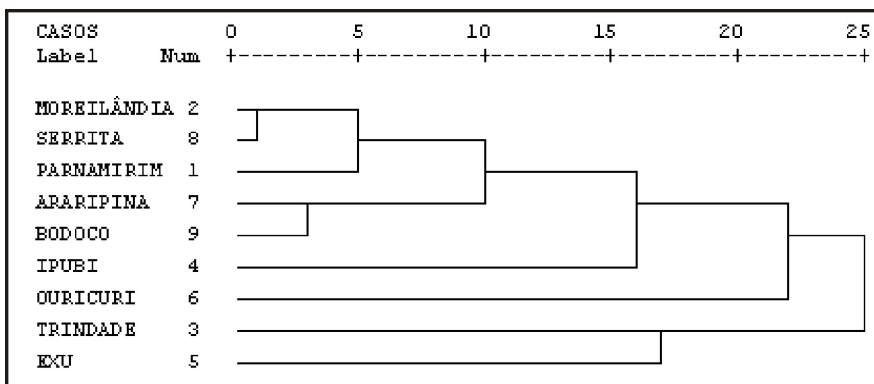 CASOS 0 5 10 15 20 25
Label Num +---------+---------+---------+---------+---------+
MOREILÂNDIA 2
SERRITA 8
PARNAMIRIM 1
ARARIPINA 7
BODOCO 9
IPUBI 4
OURICURI 6
TRINDADE 3
EXU 5